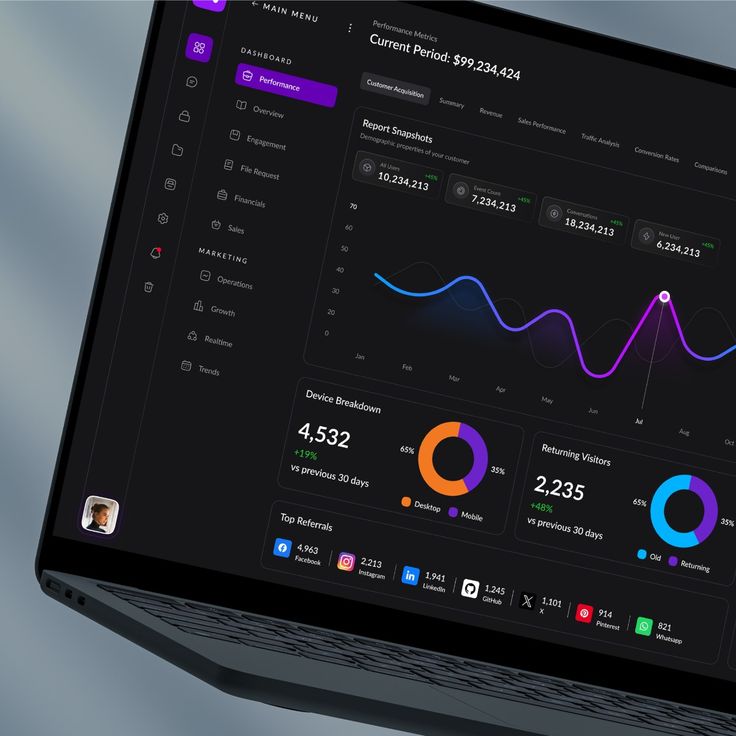 ← MAIN MENU
DASHBOARD
Performance
Overview
Engagement
File Request
Financials
Sales
MARKETING
Operations
Growth
Realtime
Trends
Performance Metrics
Current Period: $99,234,424
Customer Acquisition
Summary
Revenue
Sales Performance
Traffic Analysis
Conversion Rates
Comparisons
Report Snapshots
Demographic properties of your customer
All Users
10,234,213
+45%
Event Count
7,234,213
+45%
Conversations
18,234,213
+45%
New User
6,234,213
+45%
70
60
50
40
30
20
0
Jan
Feb
Mar
Apr
May
Jun
Jul
Aug
Oct
Device Breakdown
4,532
+19%
vs previous 30 days
65%
35%
Desktop
Mobile
Returning Visitors
2,235
+48%
vs previous 30 days
65%
35%
Old
Returning
Top Referrals
4,963
Facebook
2,213
Instagram
1,941
LinkedIn
1,245
GitHub
1,101
X
914
Pinterest
821
Whatsapp